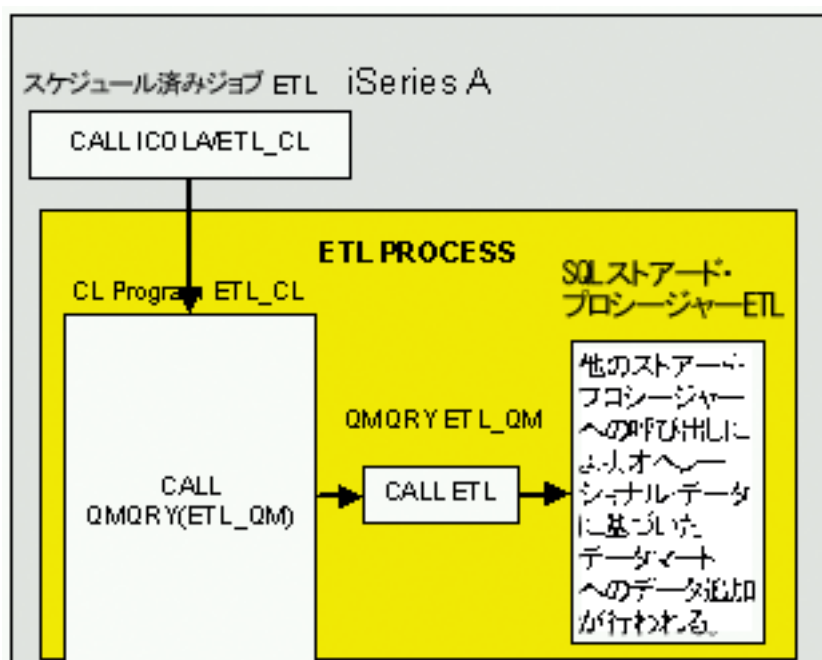 スケジュール済みジョブ ETL iSeries A
CALL ICOLA/ETL_CL
ETL PROCESS
CL Program ETL_CL
SQLストアード・
プロシージャーETL
QMQRY ETL_QM
CALL
QMQRY(ETL_QM)
CALL ETL
他のストアード・
プロシージャー
への呼び出しに
よりオペレー
ショナル・データ
に基づいた
データマート
へのデータ追加
が行われる。